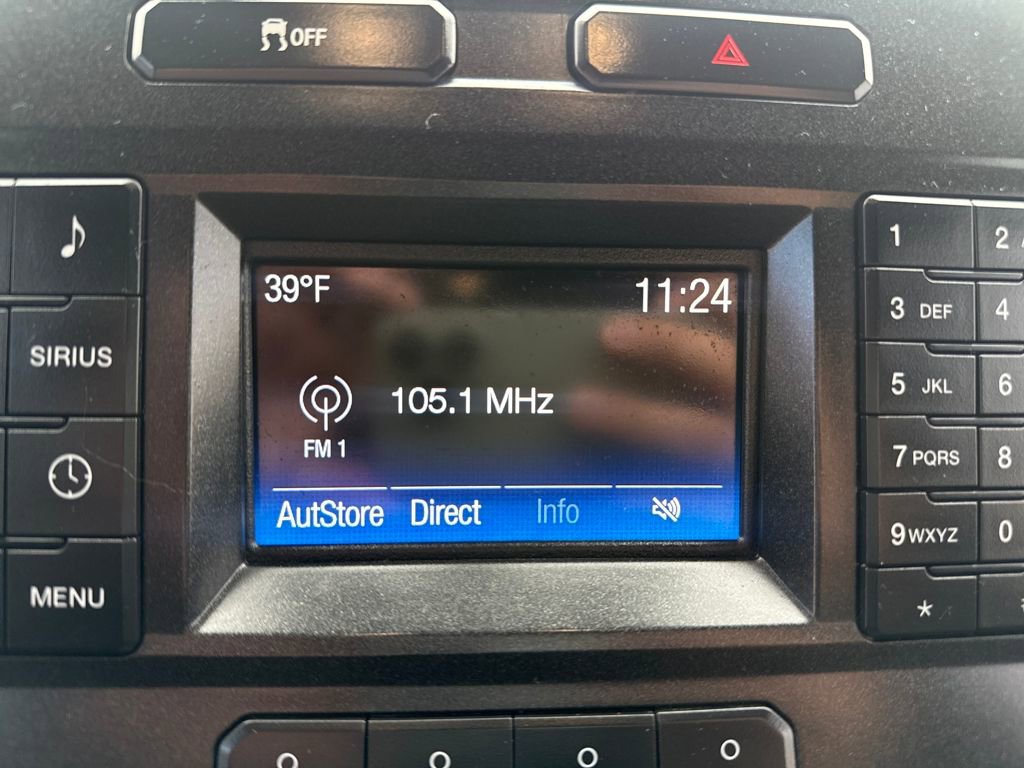 OFF
39°F
11:24
105.1 MHz
FM 1
AutStore Direct Info
SIRIUS
MENU
1
2
3 DEF
4
5 JKL
6
7 PQRS
8
9 WXYZ
0
*